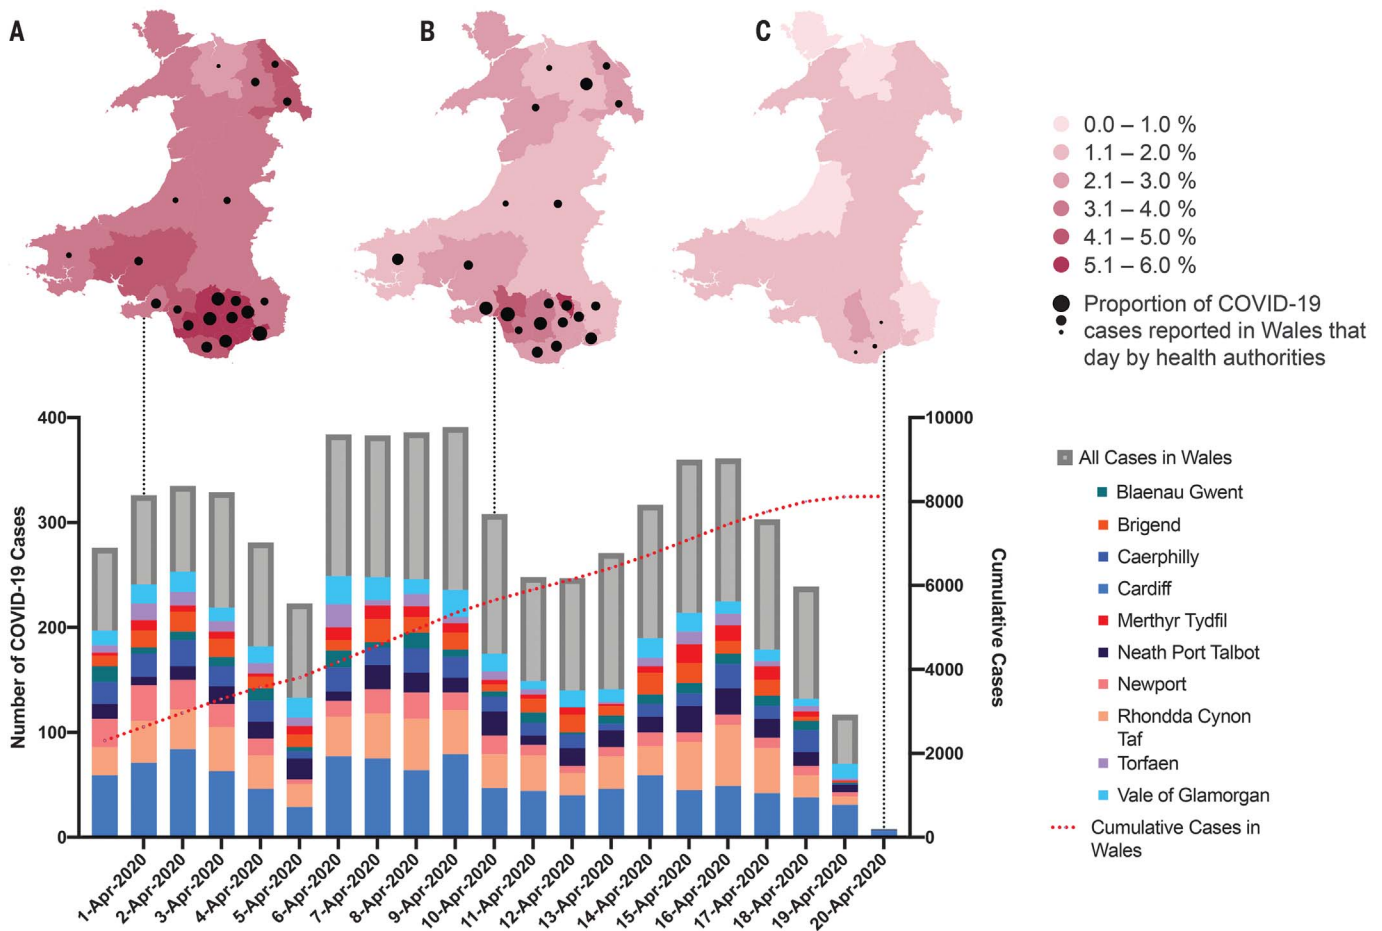 A
B
C
0.0 – 1.0 %
1.1 – 2.0 %
2.1 – 3.0 %
3.1 – 4.0 %
4.1 – 5.0 %
5.1 – 6.0 %
Proportion of COVID-19
cases reported in Wales that
day by health authorities
400
300
200
100
0
Number of COVID-19 Cases
10000
8000
6000
4000
2000
0
Cumulative Cases
1-Apr-2020
2-Apr-2020
3-Apr-2020
4-Apr-2020
5-Apr-2020
6-Apr-2020
7-Apr-2020
8-Apr-2020
9-Apr-2020
10-Apr-2020
11-Apr-2020
12-Apr-2020
13-Apr-2020
14-Apr-2020
15-Apr-2020
16-Apr-2020
17-Apr-2020
18-Apr-2020
19-Apr-2020
20-Apr-2020
All Cases in Wales
Blaenau Gwent
Brigend
Caerphilly
Cardiff
Merthyr Tydfil
Neath Port Talbot
Newport
Rhondda Cynon
Taf
Torfaen
Vale of Glamorgan
Cumulative Cases in
Wales